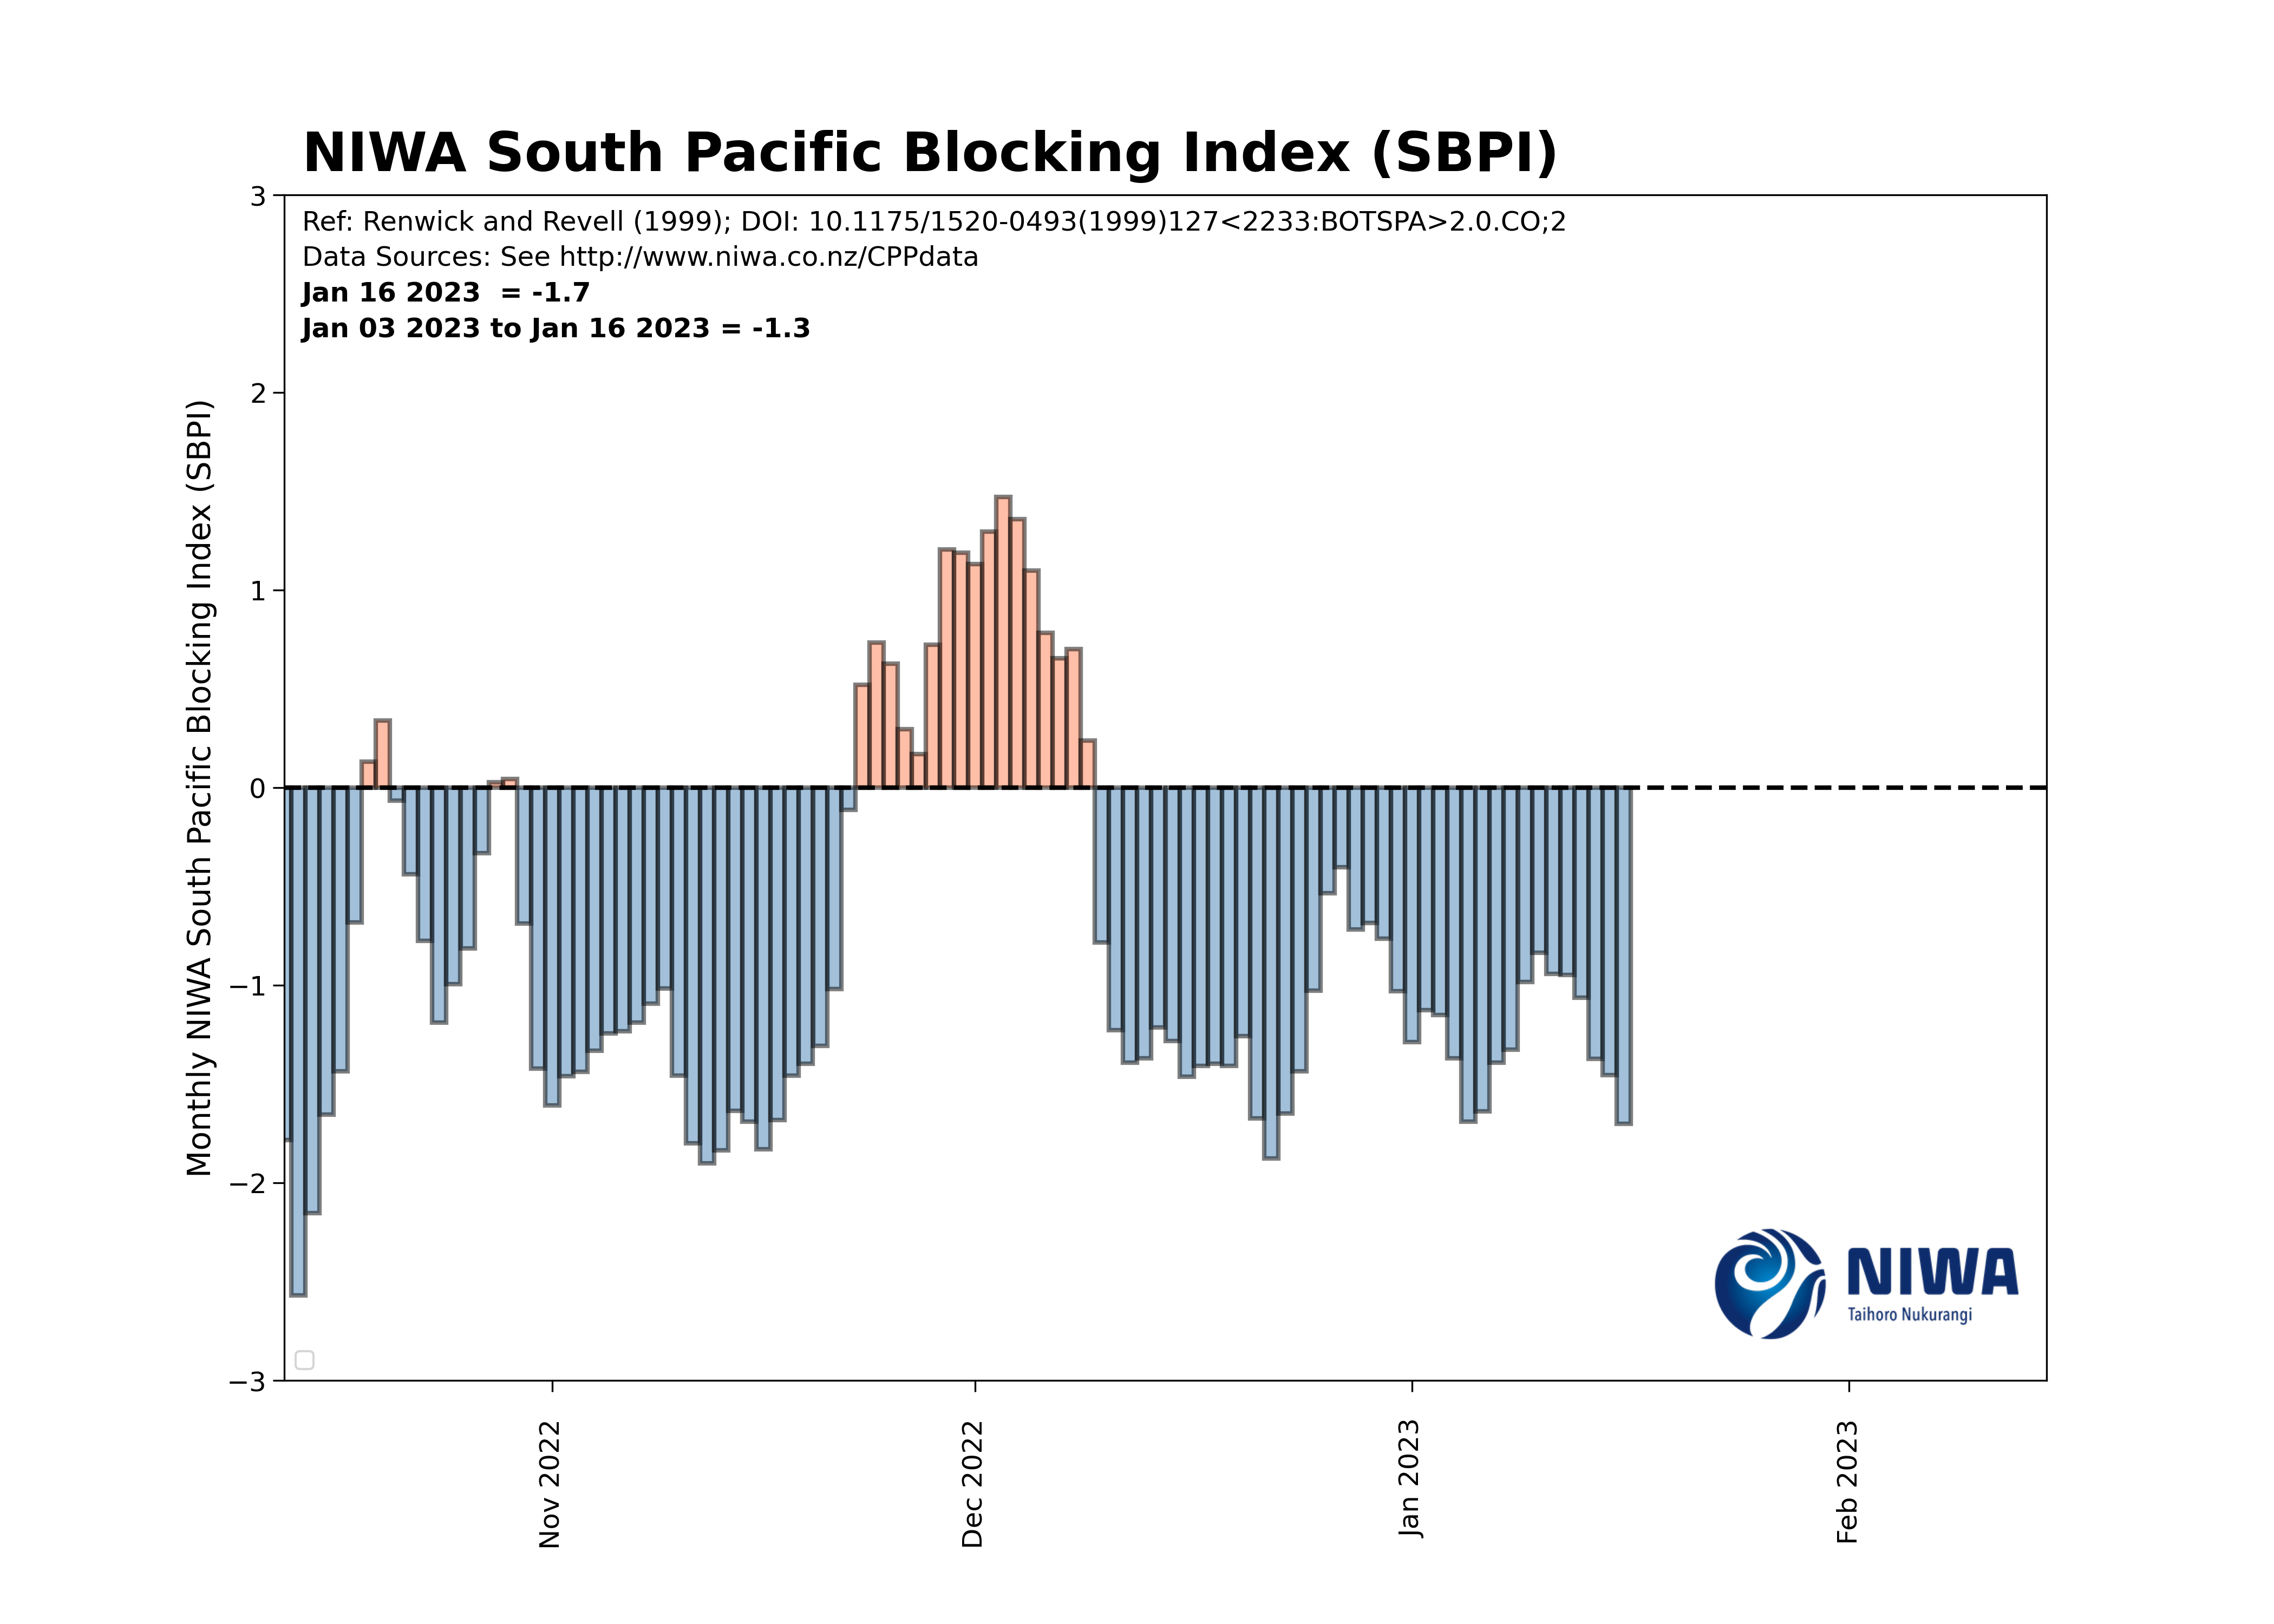 NIWA South Pacific Blocking Index (SBPI)
Ref: Renwick and Revell (1999); DOI: 10.1175/1520-0493(1999)127<2233:BOTSPA>2.0.CO;2
Data Sources: See http://www.niwa.co.nz/CPPdata
Jan 16 2023 = -1.7
Jan 03 2023 to Jan 16 2023 = -1.3
Monthly NIWA South Pacific Blocking Index (SBPI)
3
2
1
0
−1
−2
−3
Nov 2022
Dec 2022
Jan 2023
Feb 2023
NIWA
Taihoro Nukurangi